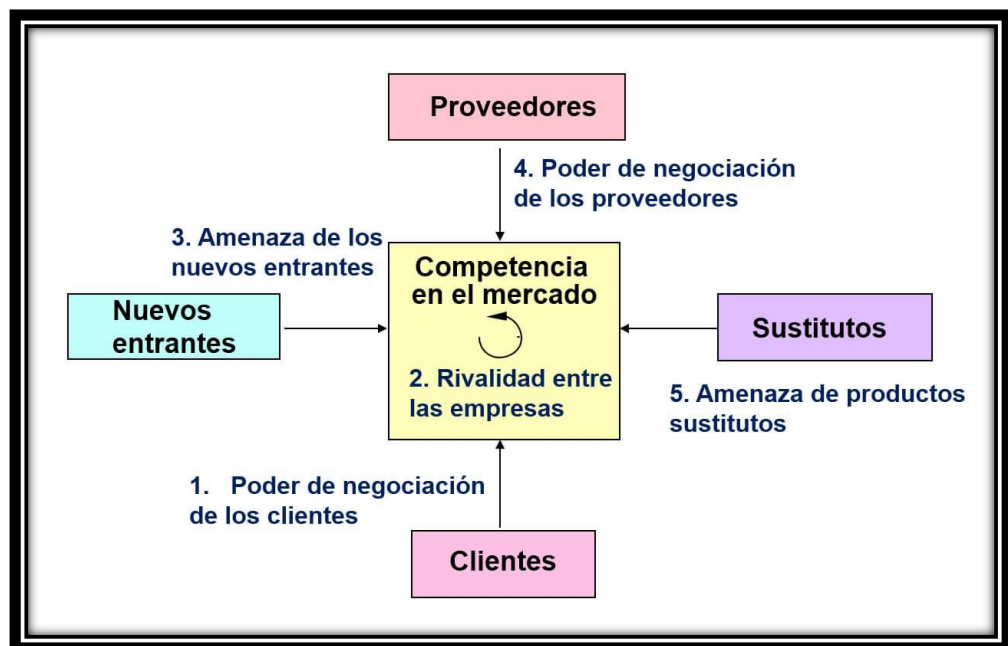 Proveedores
4. Poder de negociación
de los proveedores
3. Amenaza de los
nuevos entrantes
Competencia
en el mercado
Nuevos
entrantes
Sustitutos
2. Rivalidad entre
las empresas
5. Amenaza de productos
sustitutos
1. Poder de negociación
de los clientes
Clientes